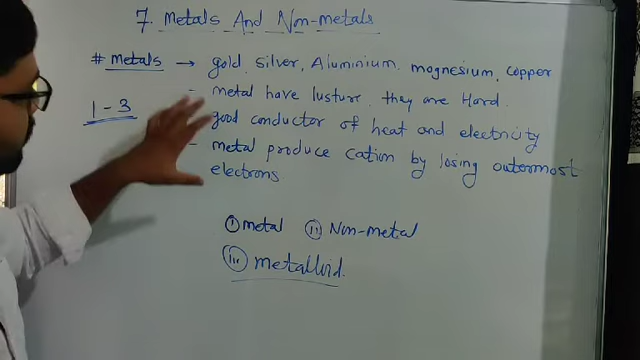 7. Metals And Non-metals
# Metals → gold, silver, Aluminium, magnesium, Copper
1-3
- metal have lusture, they are Hard.
good conductor of heat and electricity
- metal produce Cation by losing outermost
electrons
(i) metal (ii) Non-metal
(iii) metalloid.